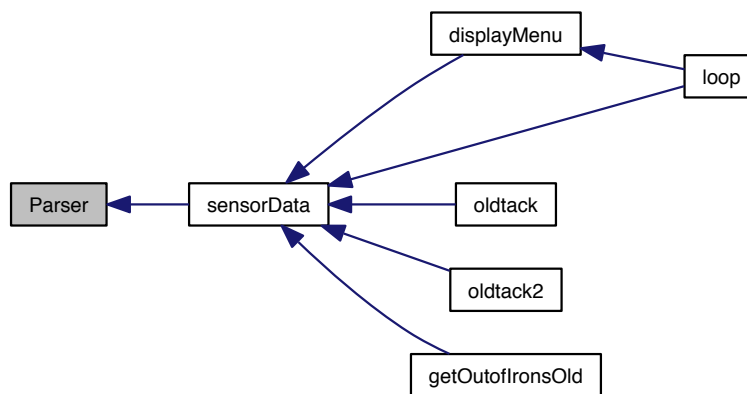 displayMenu
loop
Parser
sensorData
oldtack
oldtack2
getOutofIronsOld